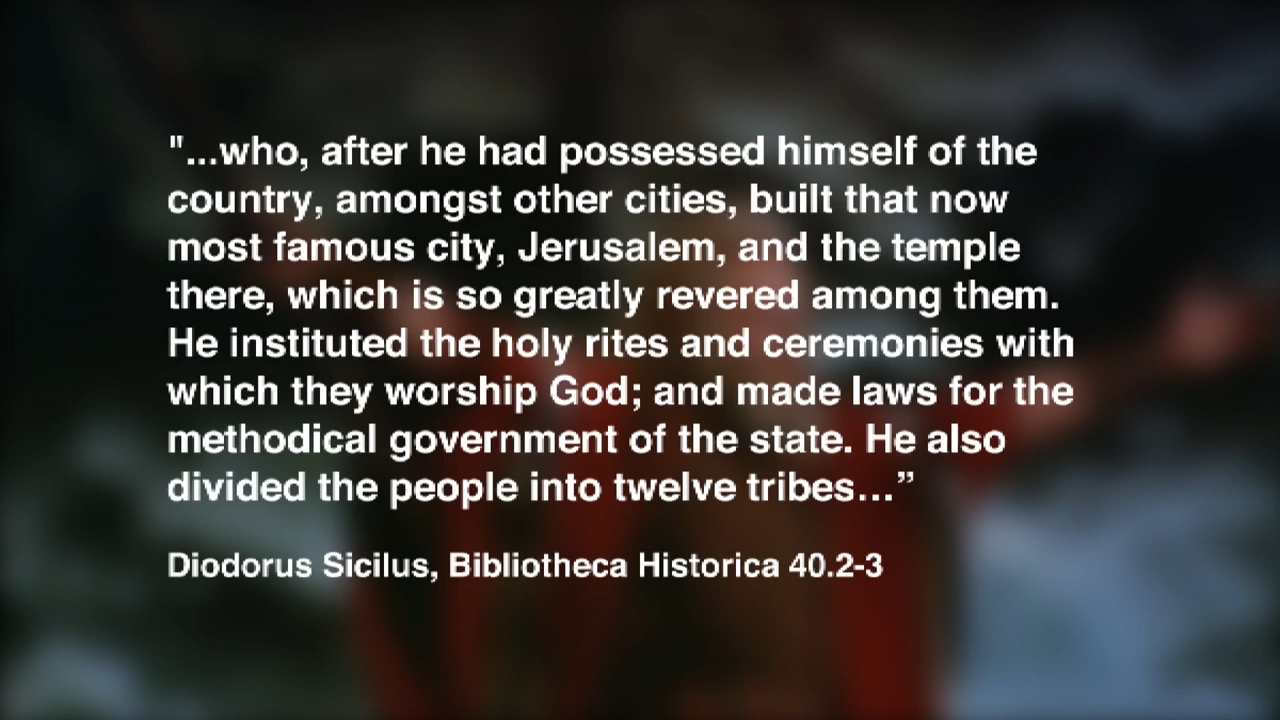 "...who, after he had possessed himself of the
country, amongst other cities, built that now
most famous city, Jerusalem, and the temple
there, which is so greatly revered among them.
He instituted the holy rites and ceremonies with
which they worship God; and made laws for the
methodical government of the state. He also
divided the people into twelve tribes...”
Diodorus Sicilus, Bibliotheca Historica 40.2-3